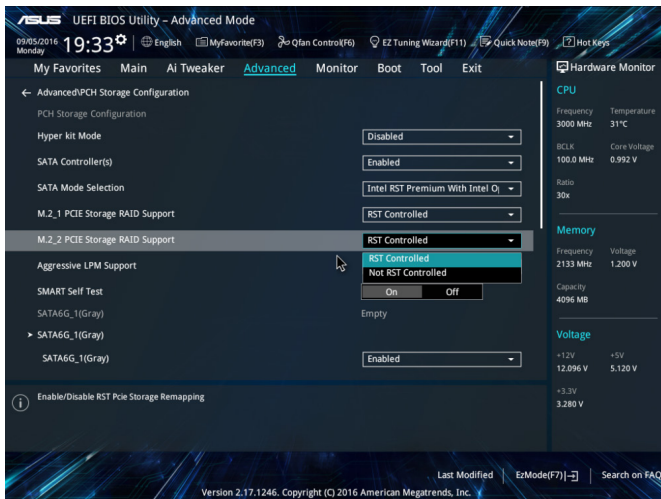 ASUS UEFI BIOS Utility – Advanced Mode
09/05/2016
Monday
19:33
English
MyFavorite(F3)
Qfan Control(F6)
EZ Tuning Wizard(F11)
Quick Note(F9)
? Hot Keys
My Favorites Main Ai Tweaker Advanced Monitor Boot Tool Exit
Hardware Monitor
← Advanced\PCH Storage Configuration
PCH Storage Configuration
Hyper kit Mode Disabled
SATA Controller(s) Enabled
SATA Mode Selection Intel RST Premium With Intel O
M.2_1 PCIE Storage RAID Support RST Controlled
M.2_2 PCIE Storage RAID Support RST Controlled
RST Controlled
Not RST Controlled
Aggressive LPM Support
SMART Self Test On Off
SATA6G_1(Gray) Empty
> SATA6G_1(Gray)
SATA6G_1(Gray) Enabled
i Enable/Disable RST Pcie Storage Remapping
CPU
Frequency Temperature
3000 MHz 31°C
BCLK Core Voltage
100.0 MHz 0.992 V
Ratio
30x
Memory
Frequency Voltage
2133 MHz 1.200 V
Capacity
4096 MB
Voltage
+12V +5V
12.096 V 5.120 V
+3.3V
3.280 V
Last Modified EzMode(F7) Search on FAQ
Version 2.17.1246. Copyright (C) 2016 American Megatrends, Inc.